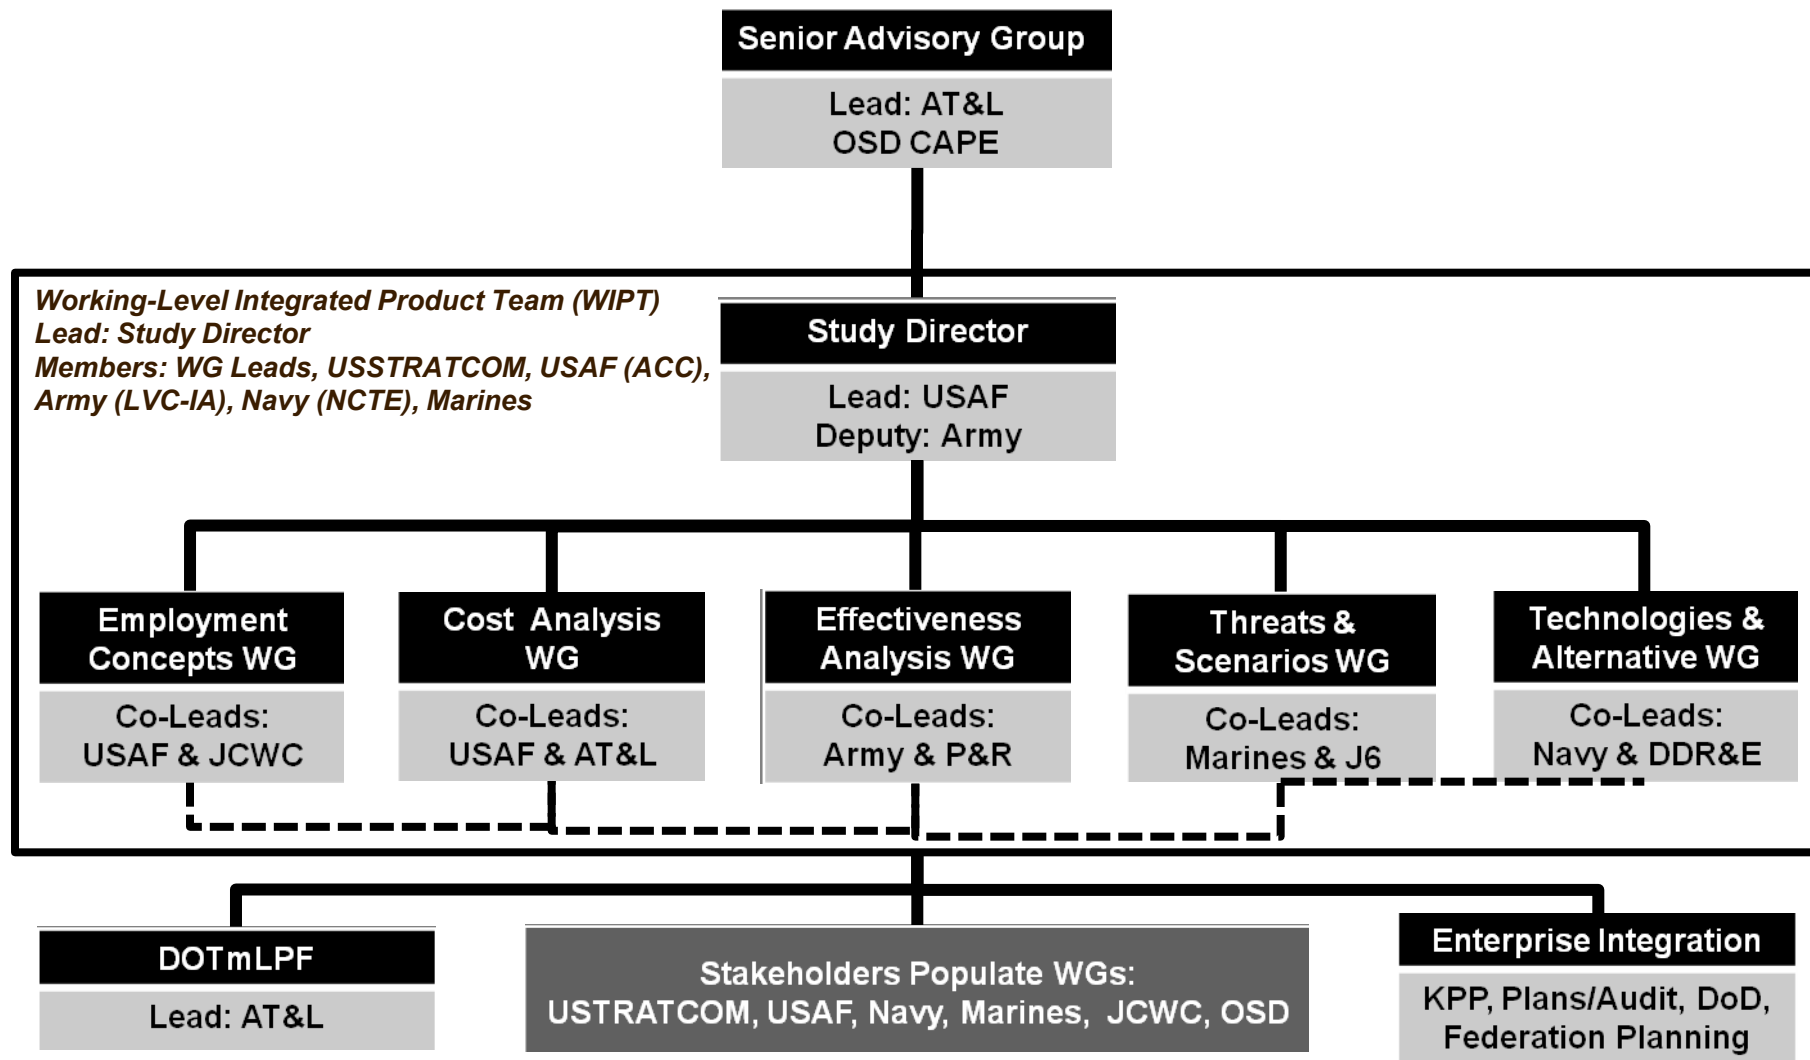 Senior Advisory Group
Lead: AT&L
OSD CAPE
Working-Level Integrated Product Team (WIPT)
Lead: Study Director
Members: WG Leads, USSTRATCOM, USAF (ACC),
Army (LVC-IA), Navy (NCTE), Marines
Study Director
Lead: USAF
Deputy: Army
Employment
Concepts WG
Co-Leads:
USAF & JCWC
Cost Analysis
WG
Co-Leads:
USAF & AT&L
Effectiveness
Analysis WG
Co-Leads:
Army & P&R
Threats &
Scenarios WG
Co-Leads:
Marines & J6
Technologies &
Alternative WG
Co-Leads:
Navy & DDR&E
DOTmLPF
Lead: AT&L
Stakeholders Populate WGs:
USTRATCOM, USAF, Navy, Marines, JCWC, OSD
Enterprise Integration
KPP, Plans/Audit, DoD,
Federation Planning